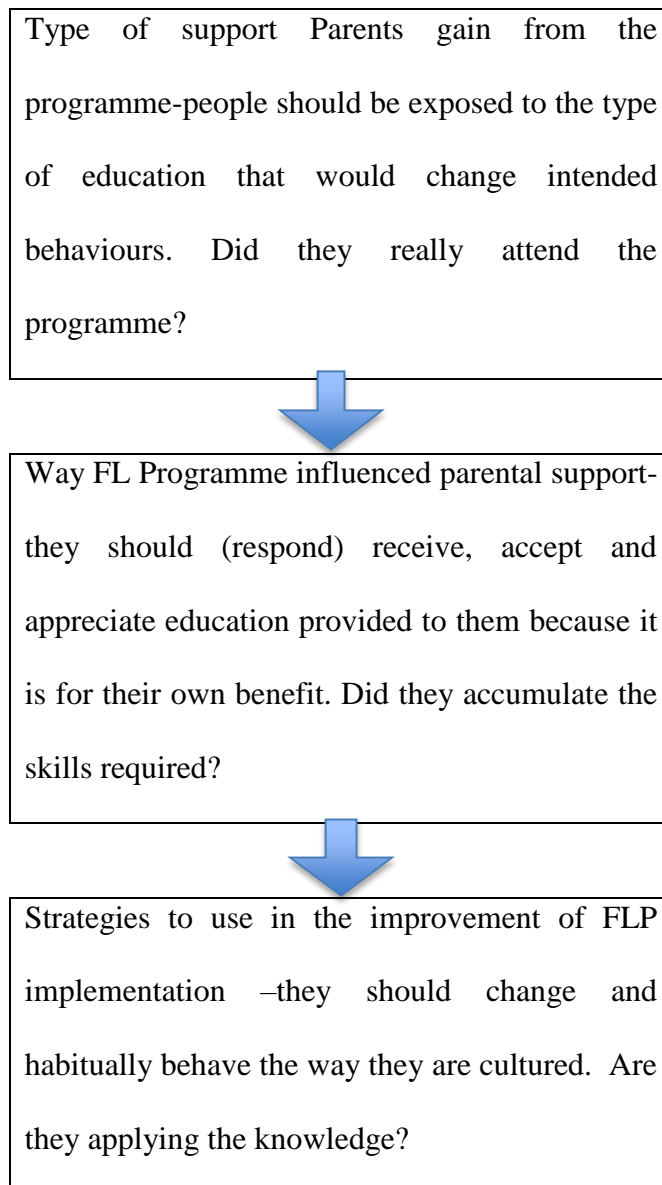 Type of support Parents gain from the
programme-people should be exposed to the type
of education that would change intended
behaviours. Did they really attend the
programme?
Way FL Programme influenced parental support-
they should (respond) receive, accept and
appreciate education provided to them because it
is for their own benefit. Did they accumulate the
skills required?
Strategies to use in the improvement of FLP
implementation –they should change and
habitually behave the way they are cultured. Are
they applying the knowledge?